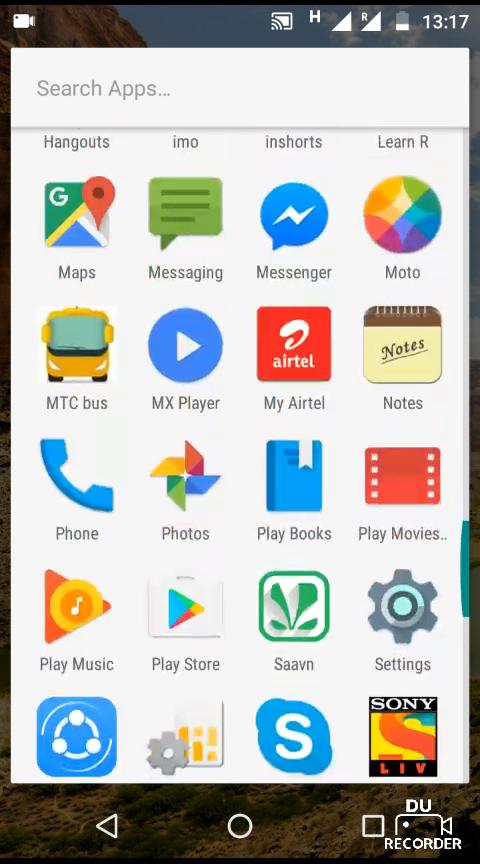 H R 13:17
Search Apps...
Hangouts imo inshorts Learn R
G
Maps Messaging Messenger Moto
airtel Notes
MTC bus MX Player My Airtel Notes
Phone Photos Play Books Play Movies..
Play Music Play Store Saavn Settings
S SONY
LIV
DU
RECORDER